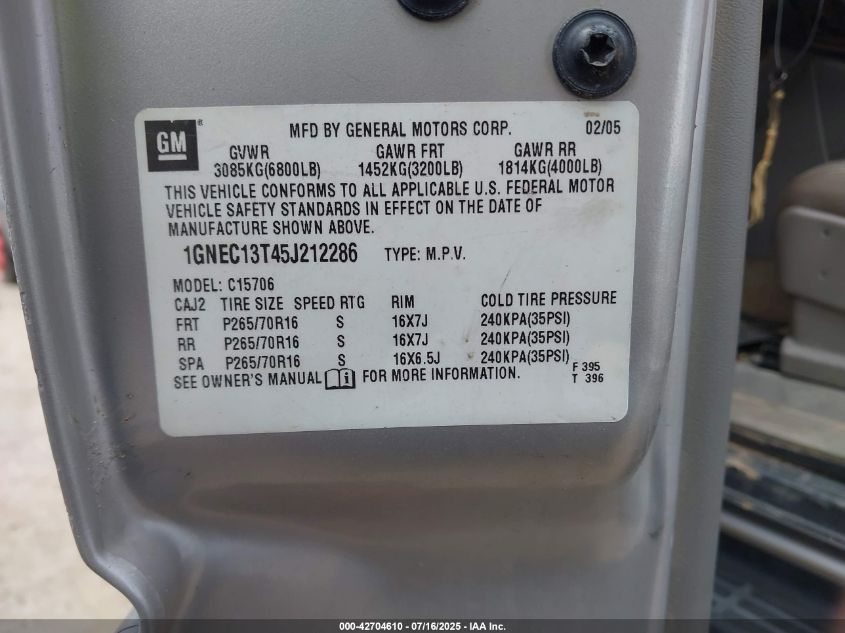 GM ® MFD BY GENERAL MOTORS CORP. 02/05
GVWR GAWR FRT GAWR RR
3085KG(6800LB) 1452KG(3200LB) 1814KG(4000LB)
THIS VEHICLE CONFORMS TO ALL APPLICABLE U.S. FEDERAL MOTOR
VEHICLE SAFETY STANDARDS IN EFFECT ON THE DATE OF
MANUFACTURE SHOWN ABOVE.
1GNEC13T45J212286 TYPE: M.P.V.
MODEL: C15706
CAJ2 TIRE SIZE SPEED RTG RIM COLD TIRE PRESSURE
FRT P265/70R16 S 16X7J 240KPA(35PSI)
RR P265/70R16 S 16X7J 240KPA(35PSI)
SPA P265/70R16 S 16X6.5J 240KPA(35PSI)
SEE OWNER'S MANUAL i FOR MORE INFORMATION.
F 395
T 396
000-42704610 - 07/16/2025 - IAA Inc.